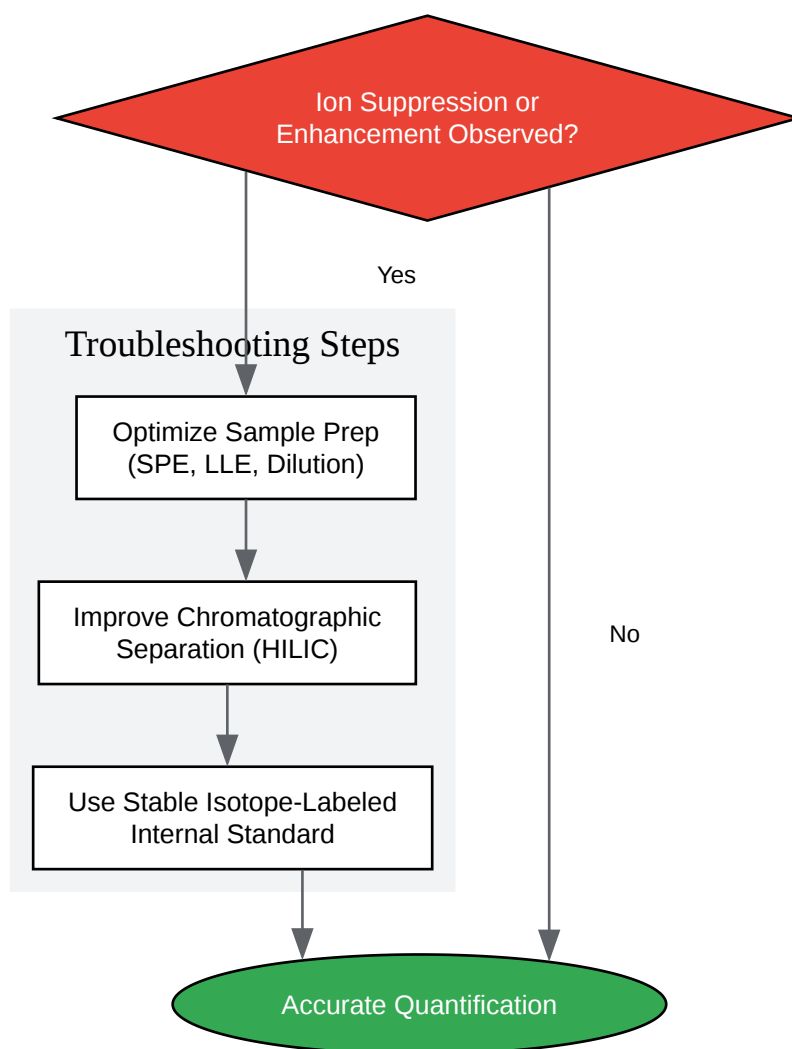 Ion Suppression or
Enhancement Observed?
Yes
Troubleshooting Steps
Optimize Sample Prep
(SPE, LLE, Dilution)
Improve Chromatographic
Separation (HILIC)
No
Use Stable Isotope-Labeled
Internal Standard
Accurate Quantification